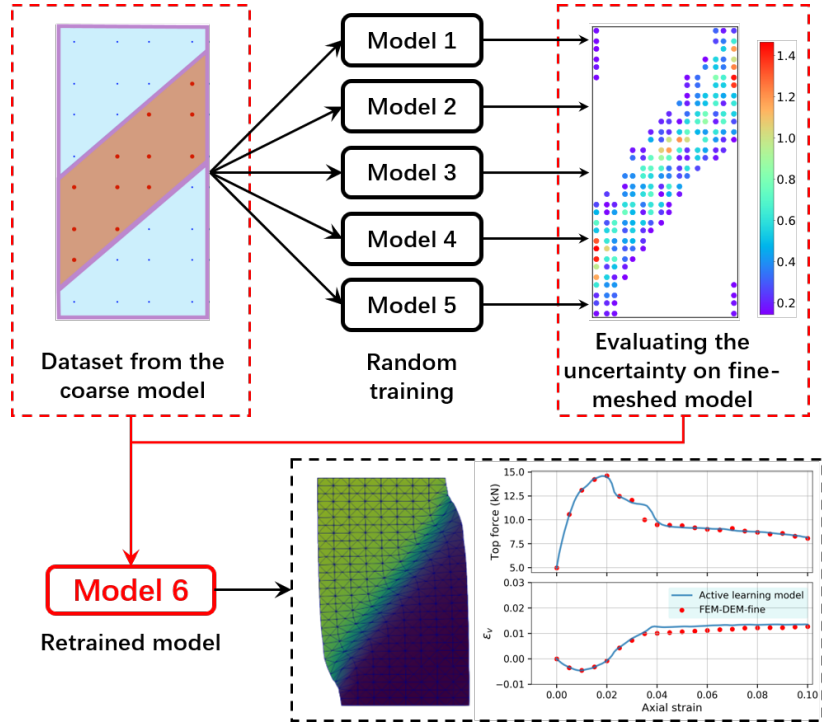 Model 1
Model 2
Model 3
Model 4
Model 5
1.4
1.2
1.0
0.8
0.6
0.4
0.2
Dataset from the
coarse model
Random
training
Evaluating the
uncertainty on fine-
meshed model
Model 6
Retrained model
15.0
12.5
10.0
7.5
5.0
Top force (kN)
0.03
0.02
0.01
0.00
−0.01
εv
Active learning model
FEM-DEM-fine
0.00 0.02 0.04 0.06 0.08 0.10
Axial strain